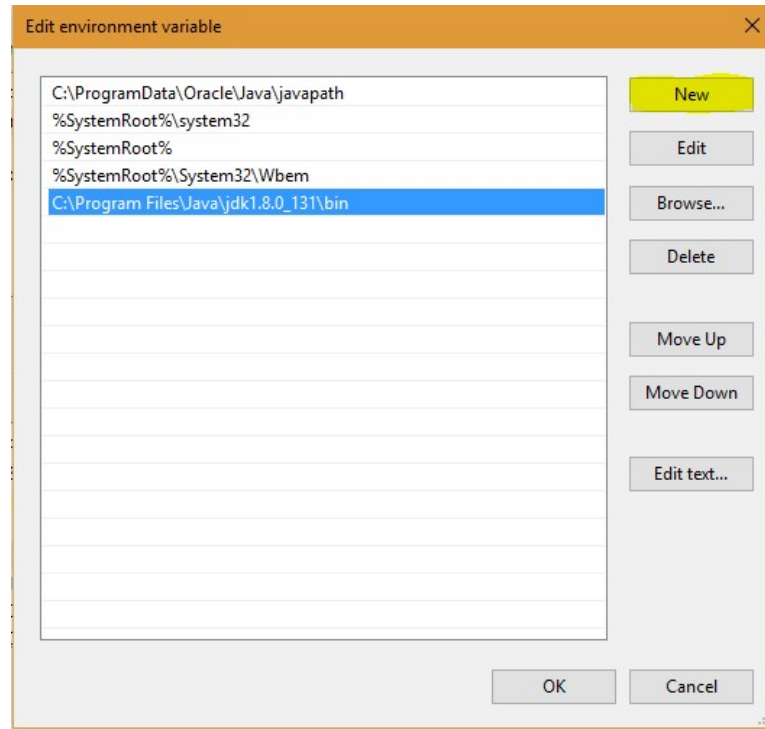 Edit environment variable
C:\ProgramData\Oracle\Java\javapath
%SystemRoot%\system32
%SystemRoot%
%SystemRoot%\System32\Wbem
C:\Program Files\Java\jdk1.8.0_131\bin
New
Edit
Browse...
Delete
Move Up
Move Down
Edit text...
OK
Cancel